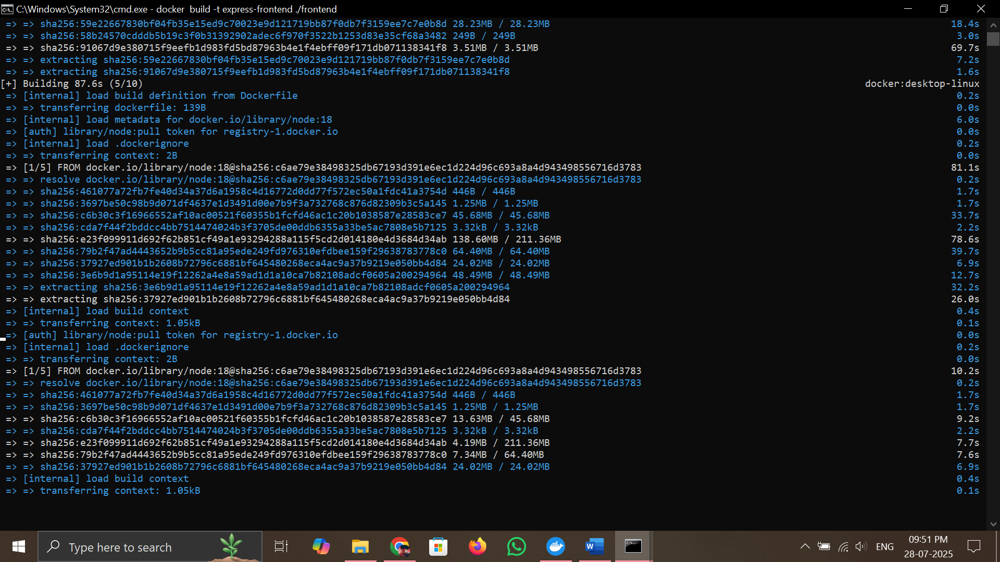 C:\Windows\System32\cmd.exe - docker  build -t express-frontend ./frontend
=> => sha256:59e22667830bf04fb35e15ed9c70023e9d121719bb87f0db7f3159ee7c7e0b8d 28.23MB / 28.23MB 18.4s
=> => sha256:58b24570cdddb5b19c3f0b31392902adec6f970f3522b1253d83e35cf68a3482 249B / 249B 3.0s
=> => sha256:91067d9e380715f9eefb1d983fd5bd87963b4e1f4ebff09f171db071138341f8 3.51MB / 3.51MB 69.7s
=> => extracting sha256:59e22667830bf04fb35e15ed9c70023e9d121719bb87f0db7f3159ee7c7e0b8d 7.2s
=> => extracting sha256:91067d9e380715f9eefb1d983fd5bd87963b4e1f4ebff09f171db071138341f8 1.6s
[+] Building 87.6s (5/10) docker:desktop-linux
=> [internal] load build definition from Dockerfile 0.2s
=> => transferring dockerfile: 139B 0.0s
=> [internal] load metadata for docker.io/library/node:18 6.0s
=> [auth] library/node:pull token for registry-1.docker.io 0.0s
=> [internal] load .dockerignore 0.2s
=> => transferring context: 2B 0.0s
=> [1/5] FROM docker.io/library/node:18@sha256:c6ae79e38498325db67193d391e6ec1d224d96c693a8a4d943498556716d3783 81.1s
=> => resolve docker.io/library/node:18@sha256:c6ae79e38498325db67193d391e6ec1d224d96c693a8a4d943498556716d3783 0.2s
=> => sha256:461077a72fb7fe40d34a37d6a1958c4d16772d0dd77f572ec50a1fdc41a3754d 446B / 446B 1.7s
=> => sha256:3697be50c98b9d071df4637e1d3491d00e7b9f3a732768c876d82309b3c5a145 1.25MB / 1.25MB 1.7s
=> => sha256:c6b30c3f16966552af10ac00521f60355b1fcfd46ac1c20b1038587e28583ce7 45.68MB / 45.68MB 33.7s
=> => sha256:cda7f44f2bddcc4bb7514474024b3f3705de00ddb6355a33be5ac7808e5b7125 3.32kB / 3.32kB 2.2s
=> => sha256:e23f099911d692f62b851cf49a1e93294288a115f5cd2d014180e4d3684d34ab 138.60MB / 211.36MB 78.6s
=> => sha256:79b2f47ad4443652b9b5cc81a95ede249fd976310efdbee159f29638783778c0 64.40MB / 64.40MB 39.7s
=> => sha256:37927ed901b1b2608b72796c6881bf645480268eca4ac9a37b9219e050bb4d84 24.02MB / 24.02MB 6.9s
=> => sha256:3e6b9d1a95114e19f12262a4e8a59ad1d1a10ca7b82108adcf0605a200294964 48.49MB / 48.49MB 12.7s
=> => extracting sha256:3e6b9d1a95114e19f12262a4e8a59ad1d1a10ca7b82108adcf0605a200294964 32.2s
=> => extracting sha256:37927ed901b1b2608b72796c6881bf645480268eca4ac9a37b9219e050bb4d84 26.0s
=> [internal] load build context 0.4s
=> => transferring context: 1.05kB 0.1s
=> [auth] library/node:pull token for registry-1.docker.io 0.0s
=> [internal] load .dockerignore 0.2s
=> => transferring context: 2B 0.0s
=> [1/5] FROM docker.io/library/node:18@sha256:c6ae79e38498325db67193d391e6ec1d224d96c693a8a4d943498556716d3783 10.2s
=> => resolve docker.io/library/node:18@sha256:c6ae79e38498325db67193d391e6ec1d224d96c693a8a4d943498556716d3783 0.2s
=> => sha256:461077a72fb7fe40d34a37d6a1958c4d16772d0dd77f572ec50a1fdc41a3754d 446B / 446B 1.7s
=> => sha256:3697be50c98b9d071df4637e1d3491d00e7b9f3a732768c876d82309b3c5a145 1.25MB / 1.25MB 1.7s
=> => sha256:c6b30c3f16966552af10ac00521f60355b1fcfd46ac1c20b1038587e28583ce7 13.63MB / 45.68MB 9.2s
=> => sha256:cda7f44f2bddcc4bb7514474024b3f3705de00ddb6355a33be5ac7808e5b7125 3.32kB / 3.32kB 2.2s
=> => sha256:e23f099911d692f62b851cf49a1e93294288a115f5cd2d014180e4d3684d34ab 4.19MB / 211.36MB 7.7s
=> => sha256:79b2f47ad4443652b9b5cc81a95ede249fd976310efdbee159f29638783778c0 7.34MB / 64.40MB 7.6s
=> => sha256:37927ed901b1b2608b72796c6881bf645480268eca4ac9a37b9219e050bb4d84 24.02MB / 24.02MB 6.9s
=> [internal] load build context 0.4s
=> => transferring context: 1.05kB 0.1s
Type here to search
ENG
09:51 PM
28-07-2025